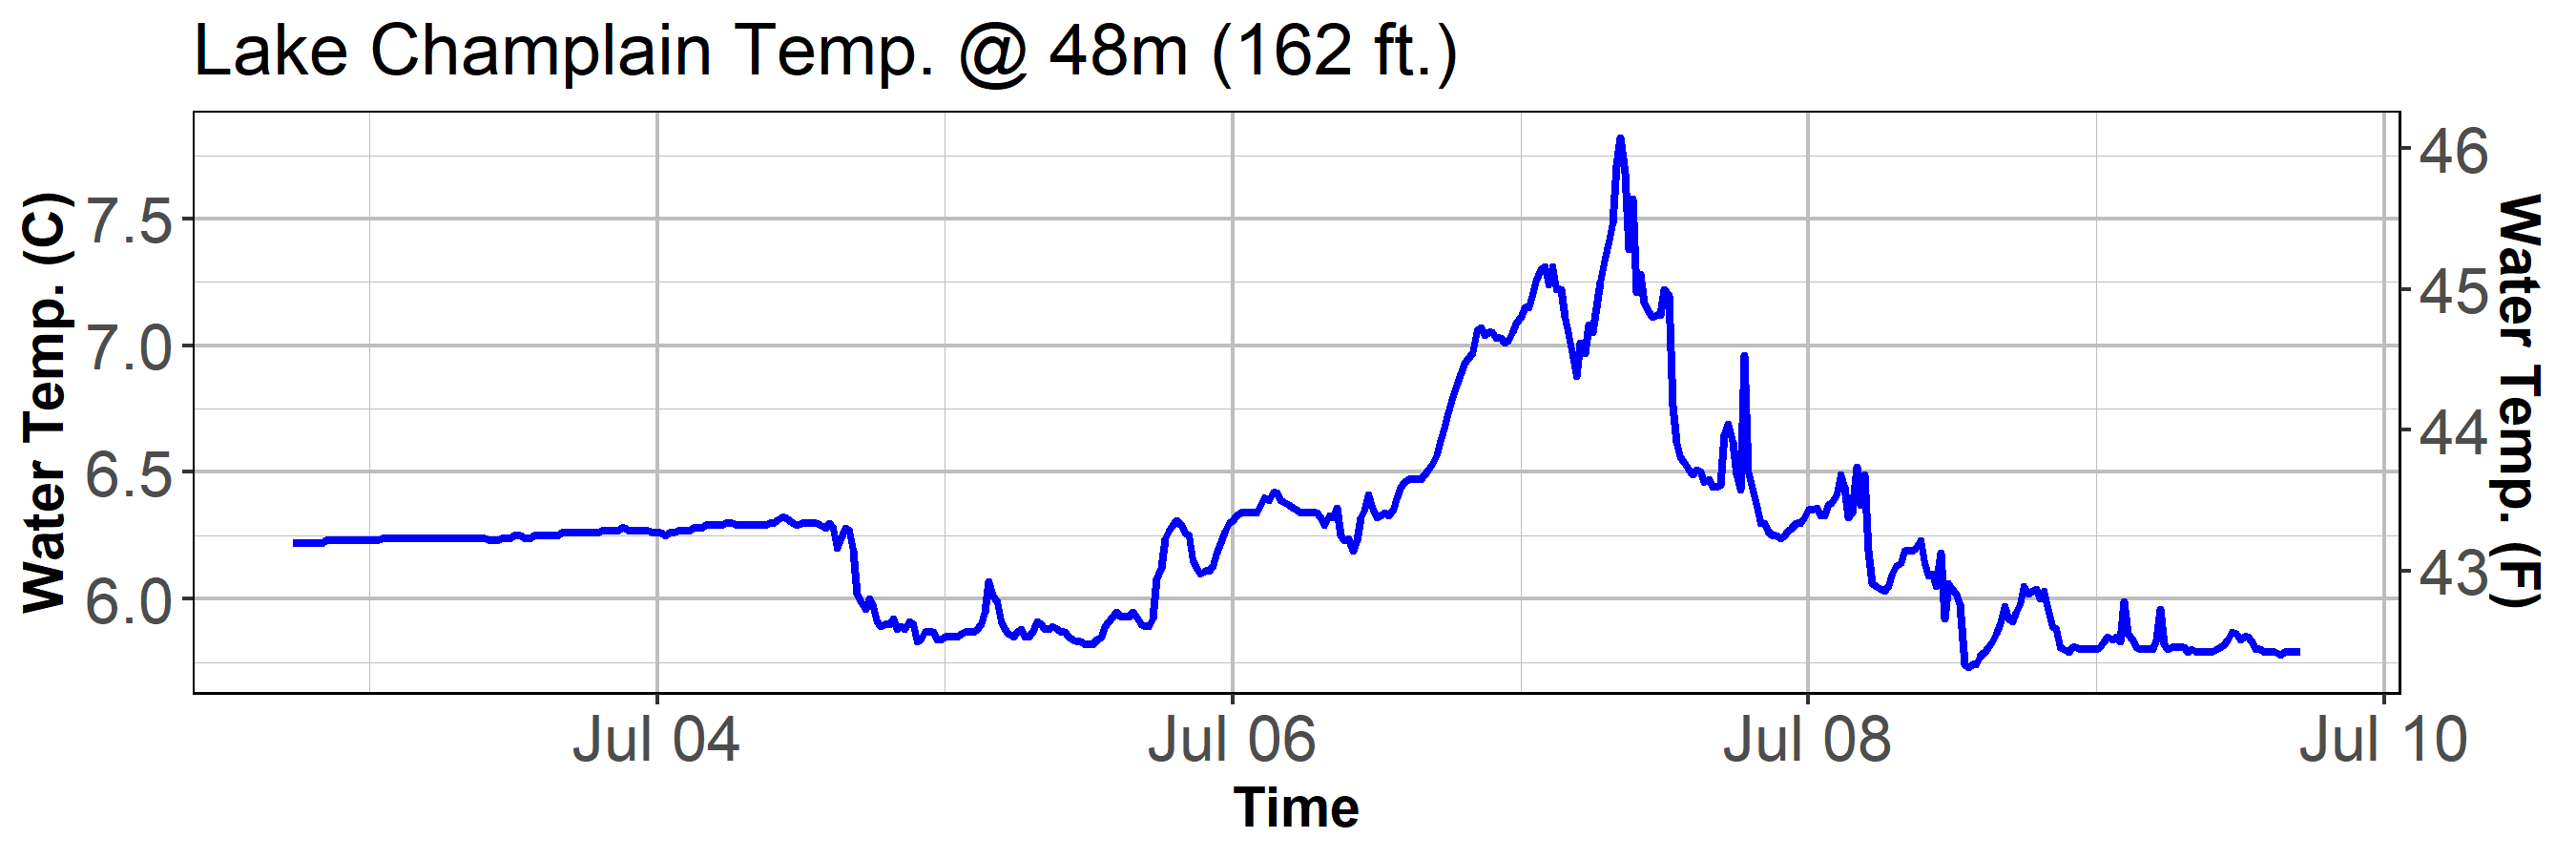 Lake Champlain Temp. @ 48m (162 ft.)
Water Temp. (C)
7.5
7.0
6.5
6.0
46
45
44
43
Water Temp. (F)
Jul 04
Jul 06
Jul 08
Jul 10
Time